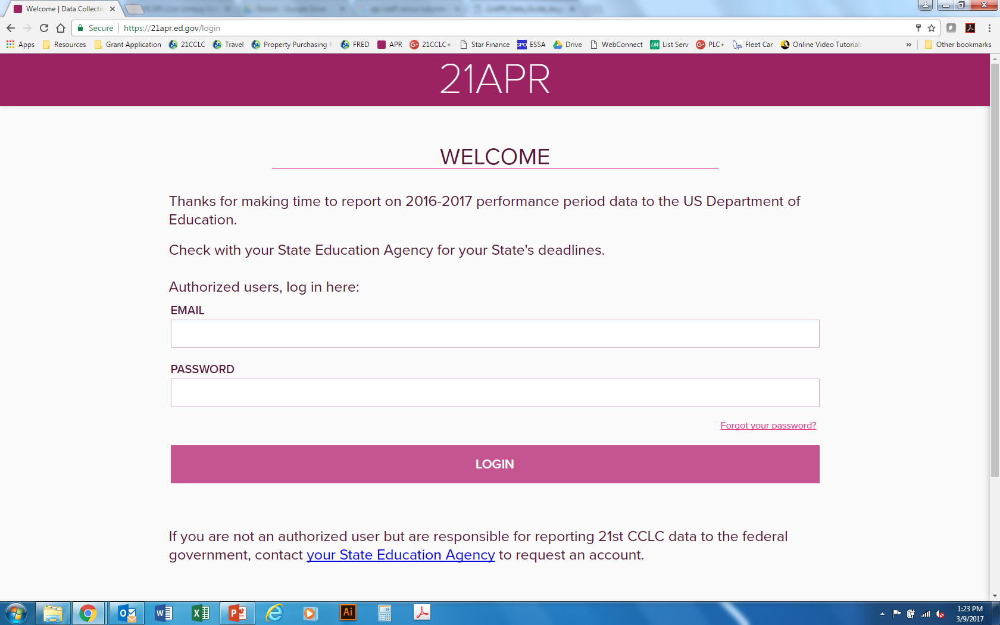 Welcome | Data Collectio
Secure https://21apr.ed.gov/login
Apps Resources Grant Application 21CCLC Travel Property Purchasing R FRED APR 21CCLC+ Star Finance GPO ESSA Drive WebConnect LM List Serv PLC+ Fleet Car Online Video Tutorials » Other bookmarks
21APR
WELCOME
Thanks for making time to report on 2016-2017 performance period data to the US Department of
Education.
Check with your State Education Agency for your State's deadlines.
Authorized users, log in here:
EMAIL
PASSWORD
Forgot your password?
LOGIN
If you are not an authorized user but are responsible for reporting 21st CCLC data to the federal
government, contact your State Education Agency to request an account.
1:23 PM
3/9/2017